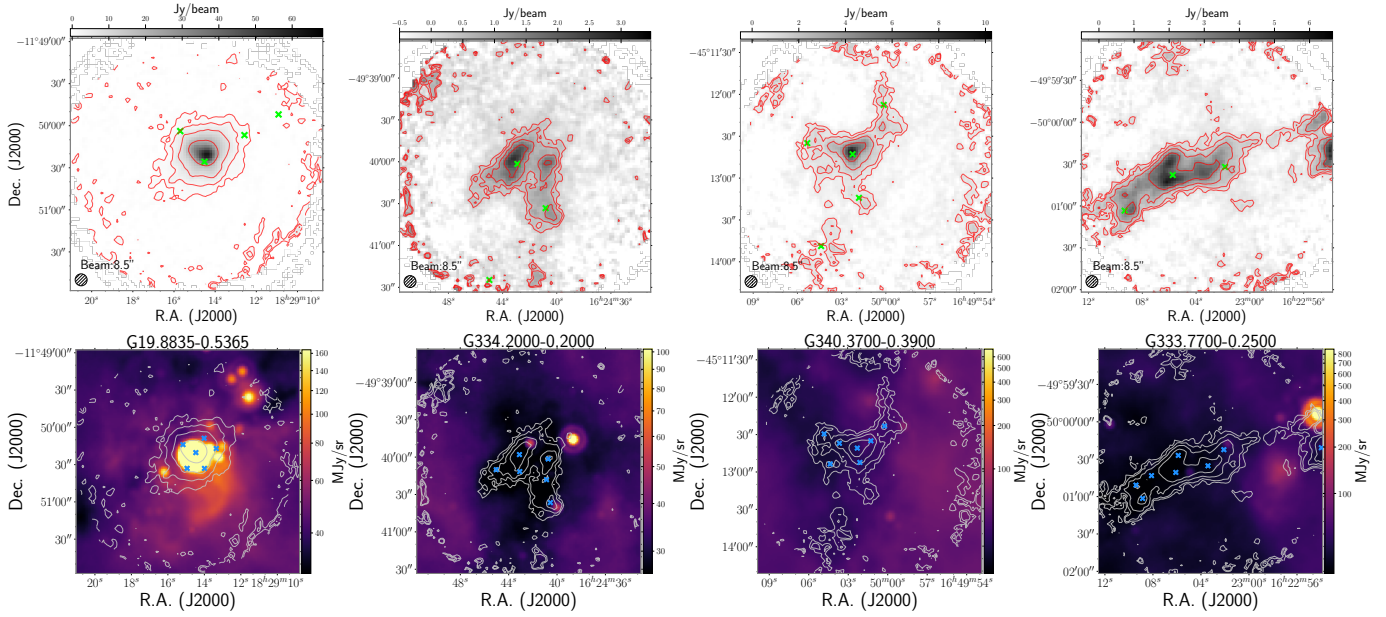 Jy/beam Jy/beam Jy/beam Jy/beam
0 10 20 30 40 50 60
−0.5 0.0 0.5 1.0 1.5 2.0 2.5 3.0
0 2 4 6 8 10
0 1 2 3 4 5 6
−11°49′00″ 30″ 50′00″ 30″ 51′00″ 30″
Dec. (J2000)
Beam:8.5″
20ˢ 16ˢ 14ˢ 12ˢ 18ʰ29ᵐ10ˢ
R.A. (J2000)
−49°39′00″ 30″ 40′00″ 30″ 41′00″ 30″
Beam:8.5″
48ˢ 44ˢ 40ˢ 16ʰ24ᵐ36ˢ
R.A. (J2000)
−45°11′30″ 12′00″ 30″ 13′00″ 30″ 14′00″
Beam:8.5″
09ˢ 06ˢ 03ˢ 16ʰ50ᵐ00ˢ 57ˢ 16ʰ49ᵐ54ˢ
R.A. (J2000)
−49°59′30″ −50°00′00″ 30″ 01′00″ 30″ 02′00″
Beam:8.5″
12ˢ 08ˢ 04ˢ 23ᵐ00ˢ 16ʰ22ᵐ56ˢ
R.A. (J2000)
G19.8835-0.5365
−11°49′00″ 30″ 50′00″ 30″ 51′00″ 30″
Dec. (J2000)
20ˢ 16ˢ 14ˢ 12ˢ 18ʰ29ᵐ10ˢ
R.A. (J2000)
160 140 120 100 80 60 40
MJy/sr
G334.2000-0.2000
−49°39′00″ 30″ 40′00″ 30″ 41′00″ 30″
Dec. (J2000)
48ˢ 44ˢ 40ˢ 16ʰ24ᵐ36ˢ
R.A. (J2000)
100 90 80 70 60 50 40 30
MJy/sr
G340.3700-0.3900
−45°11′30″ 12′00″ 30″ 13′00″ 30″ 14′00″
Dec. (J2000)
09ˢ 06ˢ 03ˢ 16ʰ50ᵐ00ˢ 57ˢ 16ʰ49ᵐ54ˢ
R.A. (J2000)
600 500 400 300 200 100
MJy/sr
G333.7700-0.2500
−49°59′30″ −50°00′00″ 30″ 01′00″ 30″ 02′00″
Dec. (J2000)
12ˢ 08ˢ 04ˢ 23ᵐ00ˢ 16ʰ22ᵐ56ˢ
R.A. (J2000)
800 700 600 500 400 300 200 100
MJy/sr